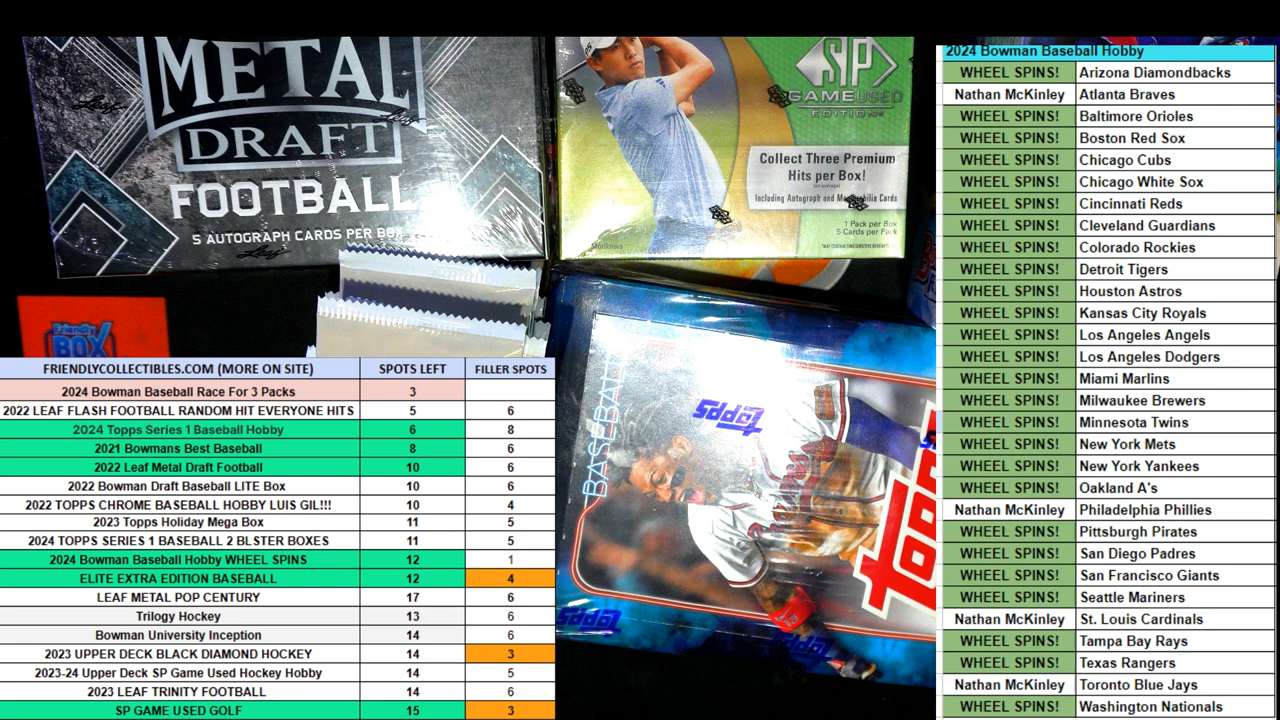 METAL
DRAFT
FOOTBALL
5 AUTOGRAPH CARDS PER BOX
Leaf
SP
GAMEUSED
EDITION
Collect Three Premium
Hits per Box!
Including Autograph and Memorabilia Cards
1 Pack per Box
5 Cards per Pack
Morikawa
Friendly
BOX
BASEBALL
Topps
TOPPS
Topps
FRIENDLYCOLLECTIBLES.COM (MORE ON SITE) SPOTS LEFT FILLER SPOTS
2024 Bowman Baseball Race For 3 Packs 3
2022 LEAF FLASH FOOTBALL RANDOM HIT EVERYONE HITS 5 6
2024 Topps Series 1 Baseball Hobby 6 8
2021 Bowmans Best Baseball 8 6
2022 Leaf Metal Draft Football 10 6
2022 Bowman Draft Baseball LITE Box 10 6
2022 TOPPS CHROME BASEBALL HOBBY LUIS GIL!!! 10 4
2023 Topps Holiday Mega Box 11 5
2024 TOPPS SERIES 1 BASEBALL 2 BLSTER BOXES 11 5
2024 Bowman Baseball Hobby WHEEL SPINS 12 1
ELITE EXTRA EDITION BASEBALL 12 4
LEAF METAL POP CENTURY 17 6
Trilogy Hockey 13 6
Bowman University Inception 14 6
2023 UPPER DECK BLACK DIAMOND HOCKEY 14 3
2023-24 Upper Deck SP Game Used Hockey Hobby 14 5
2023 LEAF TRINITY FOOTBALL 14 6
SP GAME USED GOLF 15 3
2024 Bowman Baseball Hobby
WHEEL SPINS! Arizona Diamondbacks
Nathan McKinley Atlanta Braves
WHEEL SPINS! Baltimore Orioles
WHEEL SPINS! Boston Red Sox
WHEEL SPINS! Chicago Cubs
WHEEL SPINS! Chicago White Sox
WHEEL SPINS! Cincinnati Reds
WHEEL SPINS! Cleveland Guardians
WHEEL SPINS! Colorado Rockies
WHEEL SPINS! Detroit Tigers
WHEEL SPINS! Houston Astros
WHEEL SPINS! Kansas City Royals
WHEEL SPINS! Los Angeles Angels
WHEEL SPINS! Los Angeles Dodgers
WHEEL SPINS! Miami Marlins
WHEEL SPINS! Milwaukee Brewers
WHEEL SPINS! Minnesota Twins
WHEEL SPINS! New York Mets
WHEEL SPINS! New York Yankees
WHEEL SPINS! Oakland A's
Nathan McKinley Philadelphia Phillies
WHEEL SPINS! Pittsburgh Pirates
WHEEL SPINS! San Diego Padres
WHEEL SPINS! San Francisco Giants
WHEEL SPINS! Seattle Mariners
Nathan McKinley St. Louis Cardinals
WHEEL SPINS! Tampa Bay Rays
WHEEL SPINS! Texas Rangers
Nathan McKinley Toronto Blue Jays
WHEEL SPINS! Washington Nationals